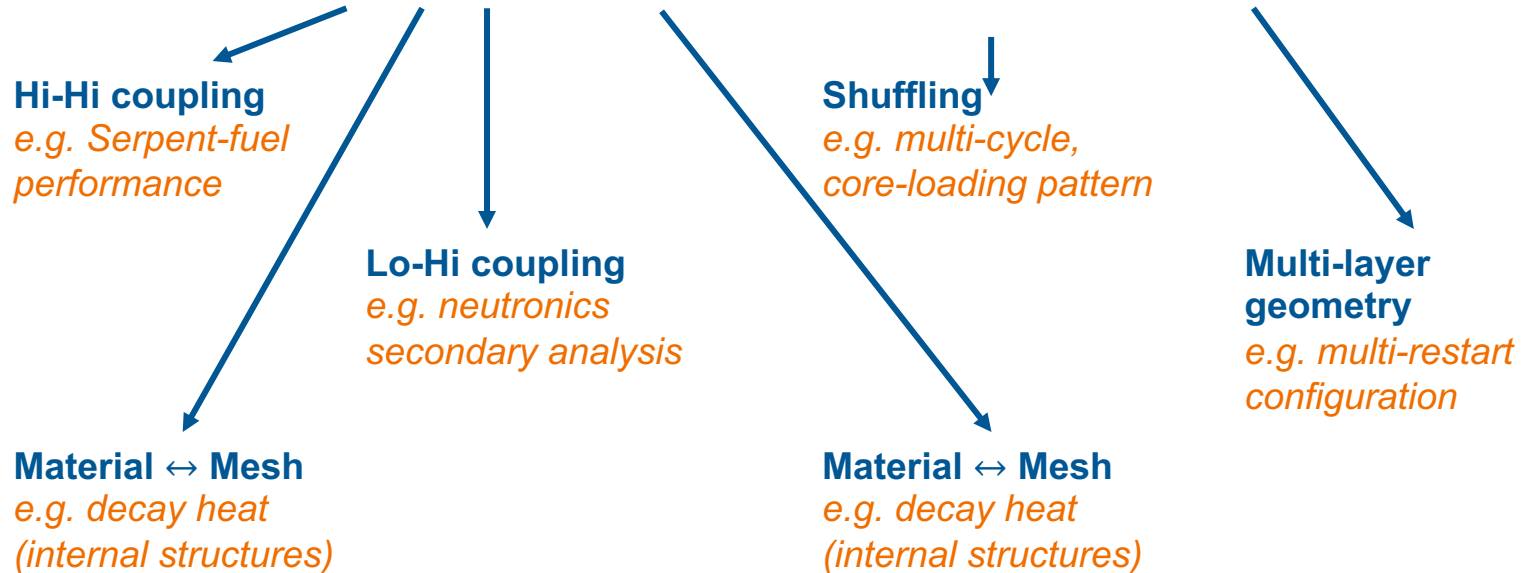 Hi-Hi coupling
e.g. Serpent-fuel
performance
Shuffling
e.g. multi-cycle,
core-loading pattern
Lo-Hi coupling
e.g. neutronics
secondary analysis
Multi-layer
geometry
e.g. multi-restart
configuration
Material ↔ Mesh
e.g. decay heat
(internal structures)
Material ↔ Mesh
e.g. decay heat
(internal structures)